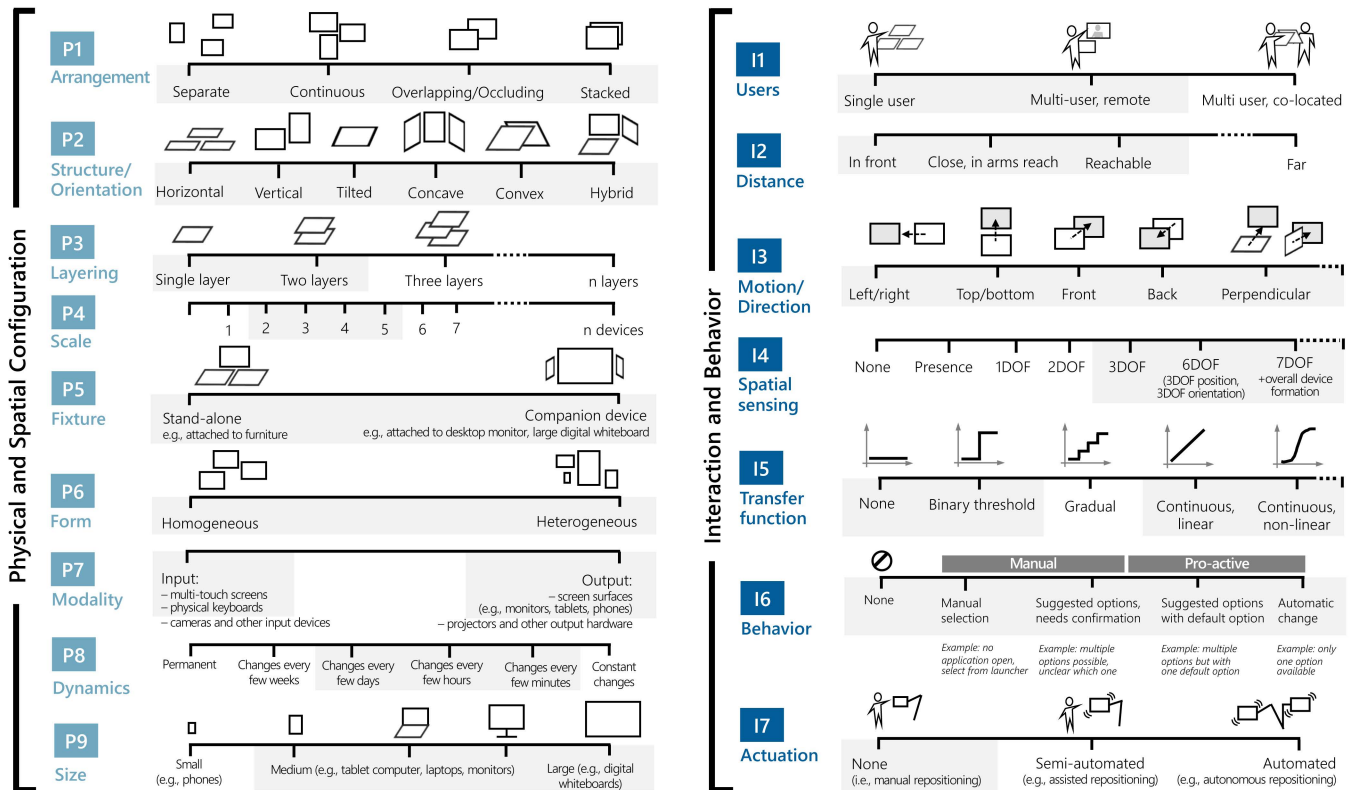 Physical and Spatial Configuration
P1
Arrangement
Separate
Continuous
Overlapping/Occluding
Stacked
P2
Structure/
Orientation
Horizontal
Vertical
Tilted
Concave
Convex
Hybrid
P3
Layering
Single layer
Two layers
Three layers
n layers
P4
Scale
1
2
3
4
5
6
7
n devices
P5
Fixture
Stand-alone
e.g., attached to furniture
Companion device
e.g., attached to desktop monitor, large digital whiteboard
P6
Form
Homogeneous
Heterogeneous
P7
Modality
Input:
– multi-touch screens
– physical keyboards
– cameras and other input devices
Output:
– screen surfaces
(e.g., monitors, tablets, phones)
– projectors and other output hardware
P8
Dynamics
Permanent
Changes every
few weeks
Changes every
few days
Changes every
few hours
Changes every
few minutes
Constant
changes
P9
Size
Small
(e.g., phones)
Medium (e.g., tablet computer, laptops, monitors)
Large (e.g., digital
whiteboards)
Interaction and Behavior
I1
Users
Single user
Multi-user, remote
Multi user, co-located
I2
Distance
In front
Close, in arms reach
Reachable
Far
I3
Motion/
Direction
Left/right
Top/bottom
Front
Back
Perpendicular
I4
Spatial
sensing
None
Presence
1DOF
2DOF
3DOF
6DOF
(3DOF position,
3DOF orientation)
7DOF
+overall device
formation
I5
Transfer
function
None
Binary threshold
Gradual
Continuous,
linear
Continuous,
non-linear
I6
Behavior
Manual
Pro-active
None
Manual
selection
Suggested options,
needs confirmation
Suggested options
with default option
Automatic
change
Example: no
application open,
select from launcher
Example: multiple
options possible,
unclear which one
Example: multiple
options but with
one default option
Example: only
one option
available
I7
Actuation
None
(i.e., manual repositioning)
Semi-automated
(e.g., assisted repositioning)
Automated
(e.g., autonomous repositioning)